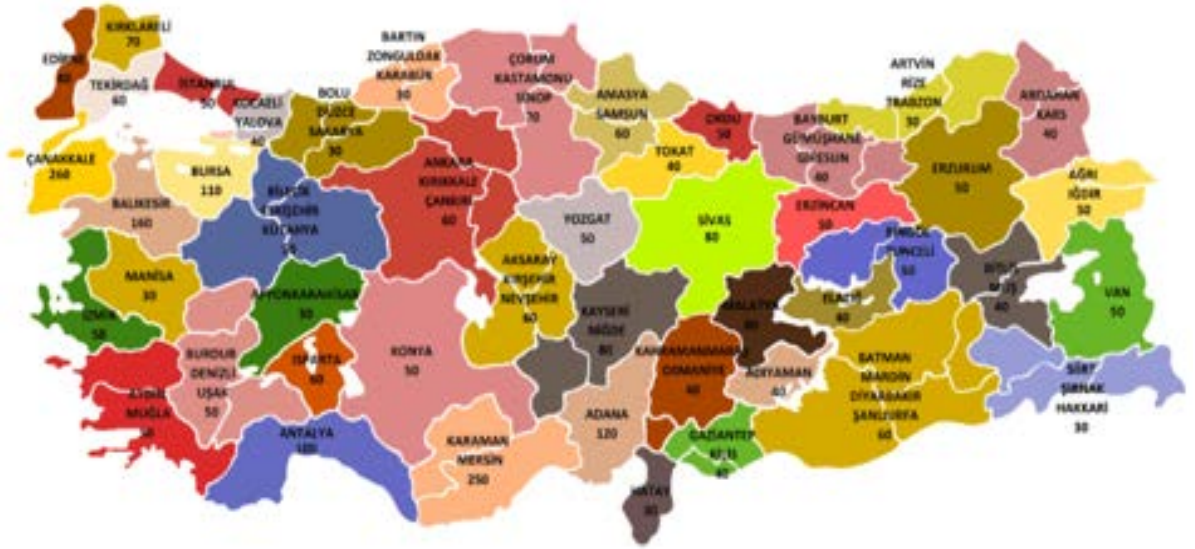 KIRKLARELİ
70
EDİRNE
TEKİRDAĞ
60
İSTANBUL
50
KOCAELİ
YALOVA
40
BOLU
DÜZCE
SAKARYA
30
BARTIN
ZONGULDAK
KARABÜK
30
ÇORUM
KASTAMONU
SİNOP
70
AMASYA
SAMSUN
60
ORDU
50
TOKAT
40
BAYBURT
GÜMÜŞHANE
GİRESUN
ARTVİN
RİZE
TRABZON
30
ARDAHAN
KARS
40
ERZURUM
50
AĞRI
IĞDIR
50
ÇANAKKALE
260
BALIKESİR
160
BURSA
110
BİLECİK
ESKİŞEHİR
KÜTAHYA
ANKARA
KIRIKKALE
ÇANKIRI
60
YOZGAT
50
SİVAS
80
ERZİNCAN
50
BİNGÖL
TUNCELİ
BİTLİS
MUŞ
40
VAN
50
MANİSA
30
İZMİR
AFYONKARAHİSAR
AKSARAY
KIRŞEHİR
NEVŞEHİR
60
KAYSERİ
NİĞDE
MALATYA
ELAZIĞ
BURDUR
DENİZLİ
UŞAK
50
ISPARTA
60
KONYA
50
KAHRAMANMARAŞ
OSMANİYE
ADIYAMAN
40
BATMAN
MARDİN
DİYARBAKIR
ŞANLIURFA
60
SİİRT
ŞIRNAK
HAKKARİ
30
AYDIN
MUĞLA
ANTALYA
KARAMAN
MERSİN
250
ADANA
120
GAZİANTEP
KİLİS
HATAY